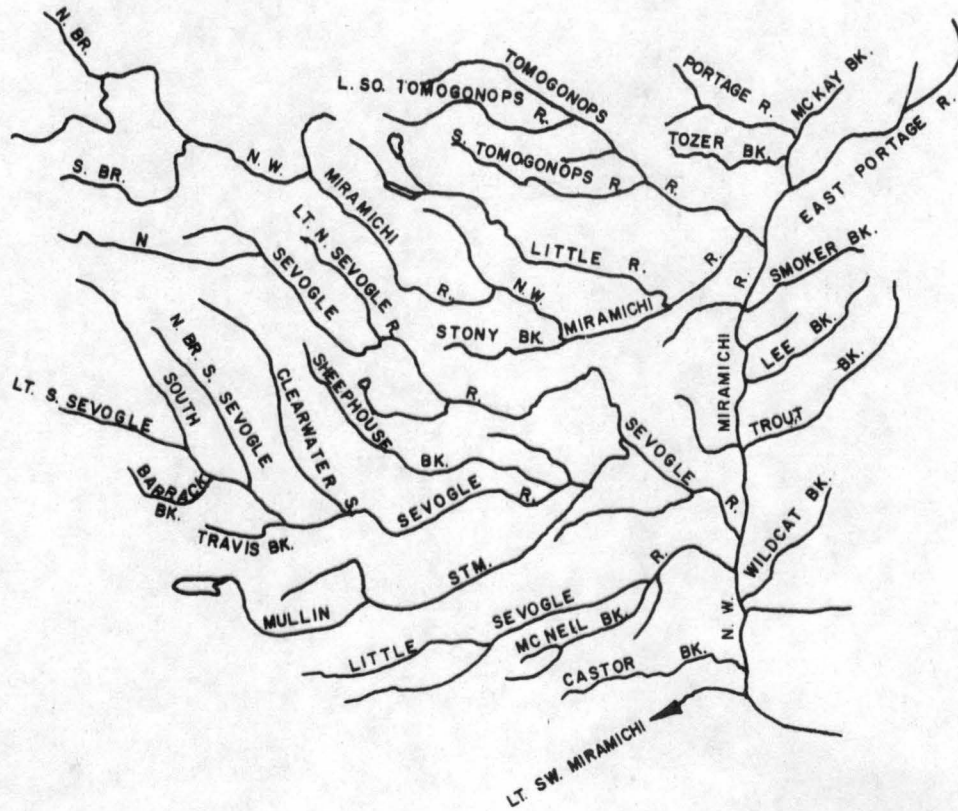 N. BR.
S. BR.
N. W. MIRAMICHI R.
L. SO. TOMOGONOPS R.
TOMOGONOPS R.
S. TOMOGONOPS R.
PORTAGE R.
MCKAY BK.
TOZER BK.
EAST PORTAGE R.
LITTLE R.
N.W. MIRAMICHI R.
SMOKER BK.
STONY BK.
N SEVOGLE R.
LT. N. SEVOGLE R.
LEE BK.
TROUT BK.
MIRAMICHI R.
N. BR. S. SEVOGLE
SOUTH SEVOGLE R.
LT. S. SEVOGLE
CLEARWATER S.
SHEEPHOUSE BK.
BARRACK BK.
TRAVIS BK.
SEVOGLE R.
WILDCAT BK.
MULLIN STM.
LITTLE SEVOGLE R.
MC NEIL BK.
N. W.
CASTOR BK.
LT. SW. MIRAMICHI